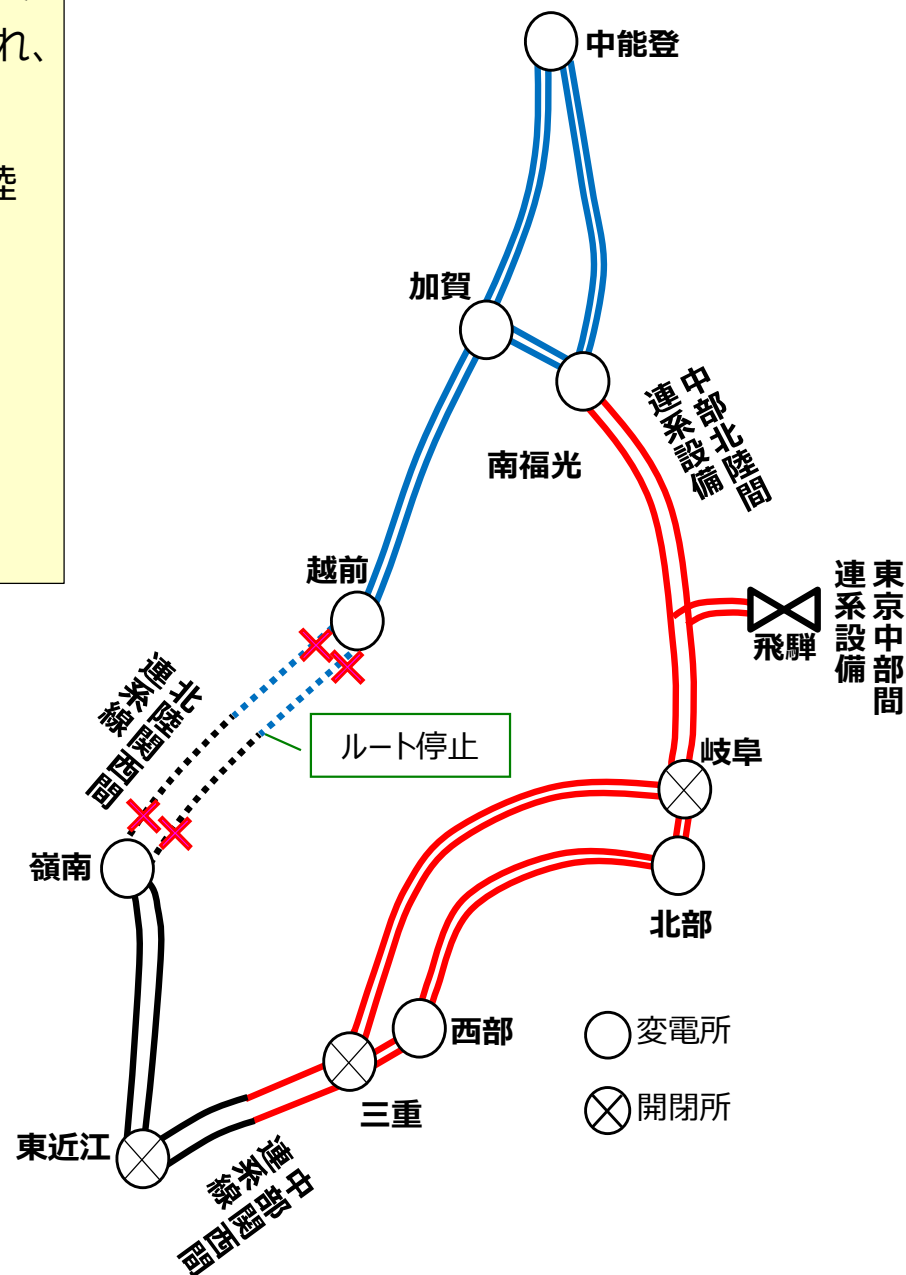 れ、
陸
中能登
加賀
南福光
中部北陸間
連系設備
越前
東京中部間
連系設備
飛騨
北陸関西間
連系線
ルート停止
岐阜
嶺南
北部
西部
変電所
三重
開閉所
東近江
中部関西間
連系線